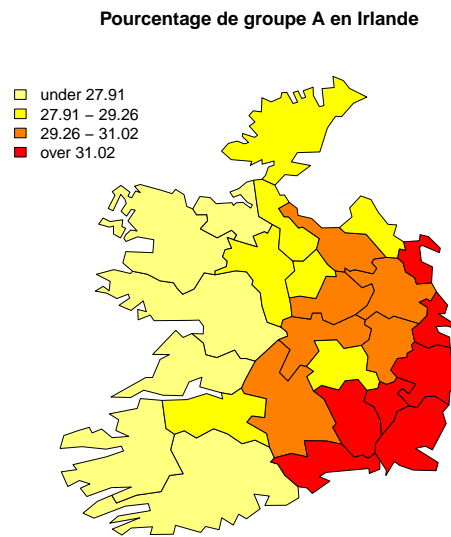 Pourcentage de groupe A en Irlande
under 27.91
27.91 − 29.26
29.26 − 31.02
over 31.02